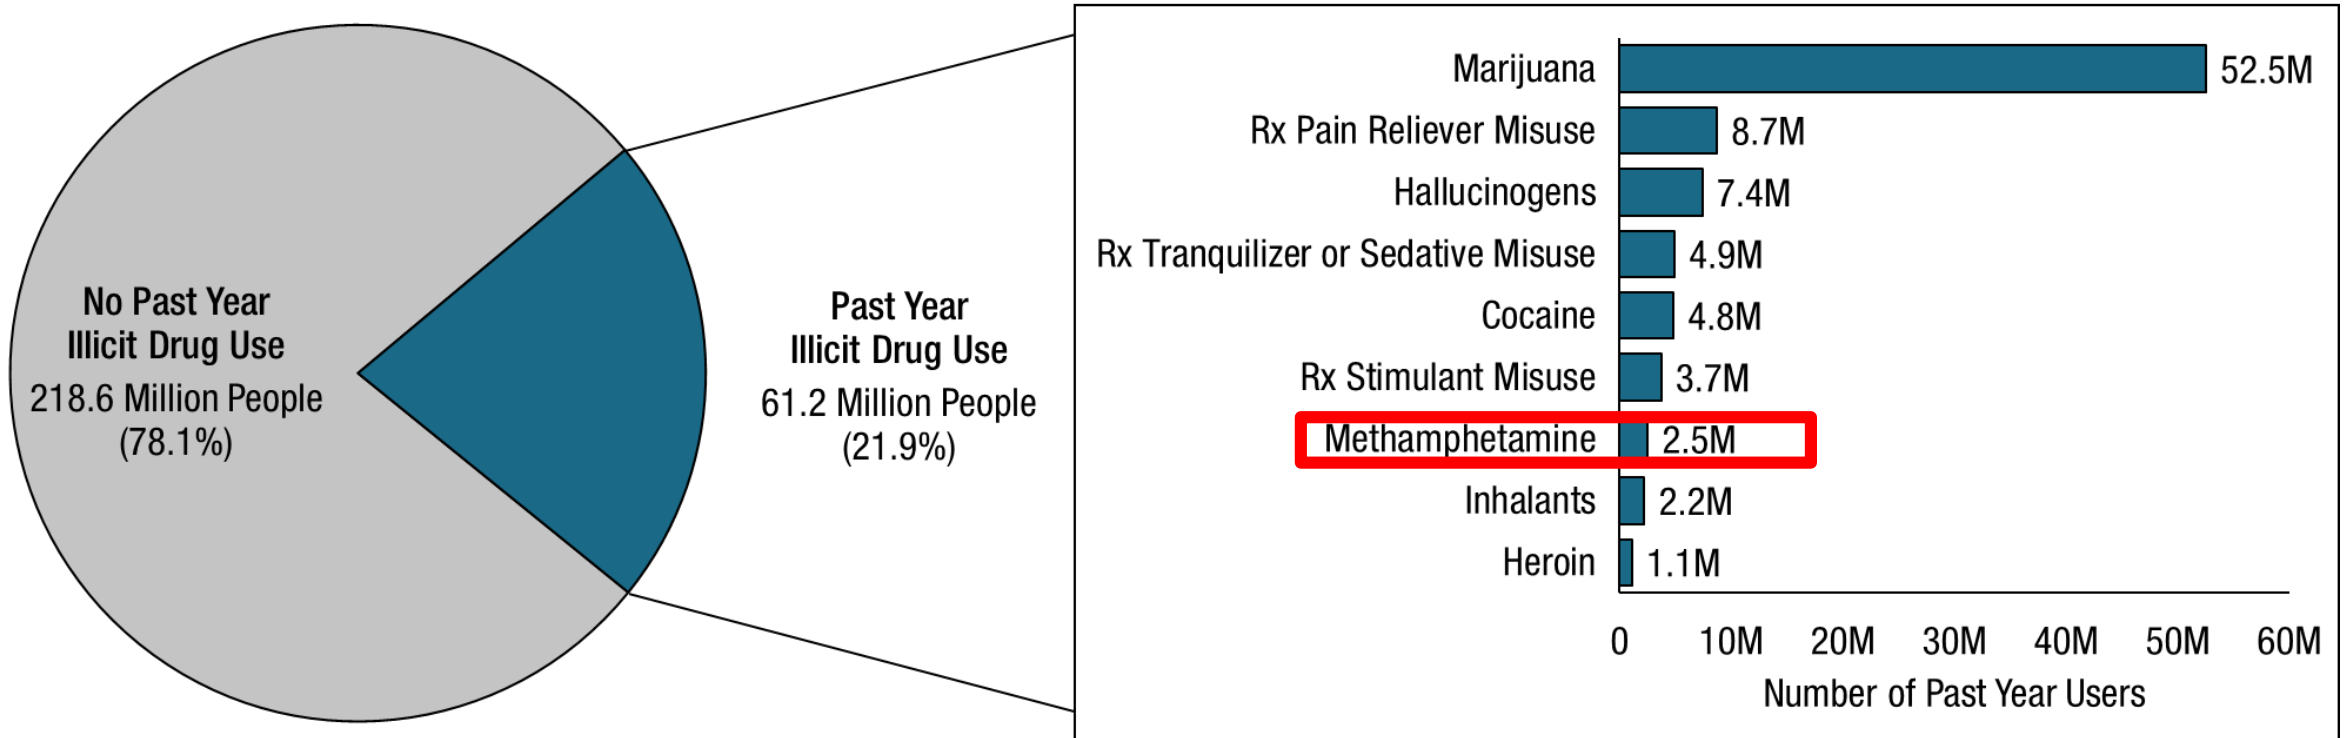 No Past Year
Illicit Drug Use
218.6 Million People
(78.1%)
Past Year
Illicit Drug Use
61.2 Million People
(21.9%)
Marijuana 52.5M
Rx Pain Reliever Misuse 8.7M
Hallucinogens 7.4M
Rx Tranquilizer or Sedative Misuse 4.9M
Cocaine 4.8M
Rx Stimulant Misuse 3.7M
Methamphetamine 2.5M
Inhalants 2.2M
Heroin 1.1M
0 10M 20M 30M 40M 50M 60M
Number of Past Year Users